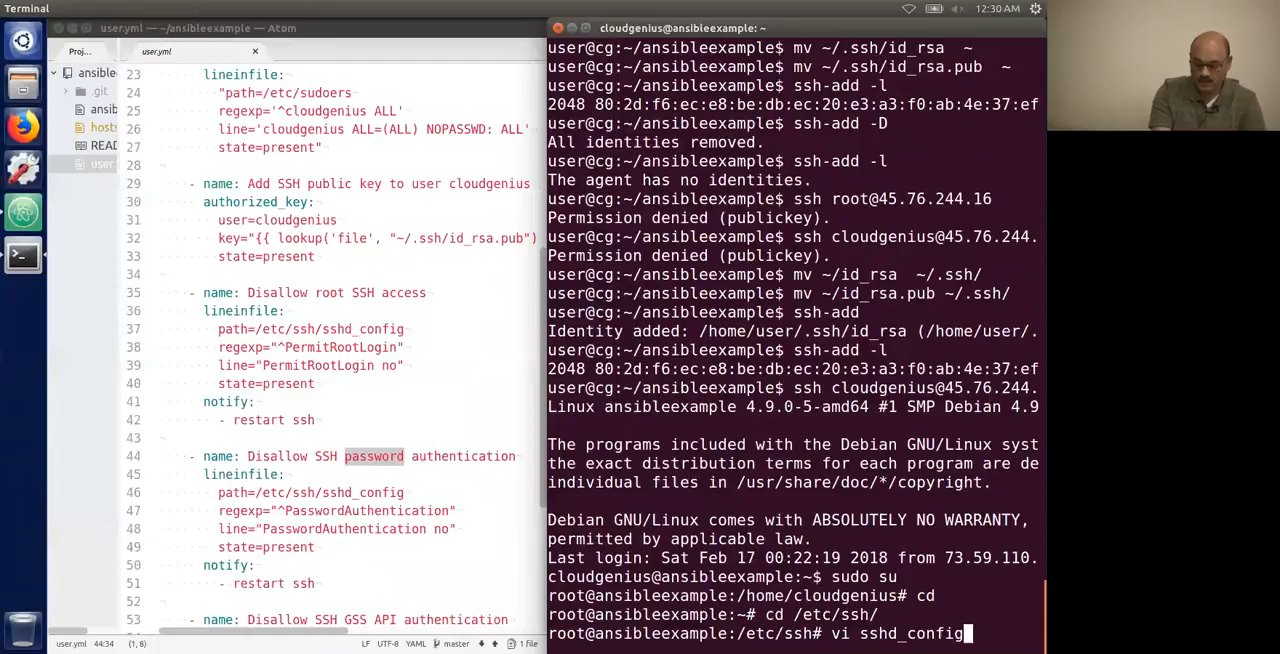 Terminal
12:30 AM
user.yml — ~/ansibleexample — Atom
cloudgenius@ansibleexample: ~
Proj...
user.yml
ansible
.git
ansib
hosts
READ
user.
23 lineinfile:
24 "path=/etc/sudoers
25 regexp='^cloudgenius ALL'
26 line='cloudgenius ALL=(ALL) NOPASSWD: ALL'
27 state=present"
28
29 - name: Add SSH public key to user cloudgenius
30 authorized_key:
31 user=cloudgenius
32 key="{{ lookup('file', "~/.ssh/id_rsa.pub")
33 state=present
34
35 - name: Disallow root SSH access
36 lineinfile:
37 path=/etc/ssh/sshd_config
38 regexp="^PermitRootLogin"
39 line="PermitRootLogin no"
40 state=present
41 notify:
42 - restart ssh
43
44 - name: Disallow SSH password authentication
45 lineinfile:
46 path=/etc/ssh/sshd_config
47 regexp="^PasswordAuthentication"
48 line="PasswordAuthentication no"
49 state=present
50 notify:
51 - restart ssh
52
53 - name: Disallow SSH GSS API authentication
user.yml 44:34 (1, 8) LF UTF-8 YAML master 1 file
user@cg:~/ansibleexample$ mv ~/.ssh/id_rsa ~
user@cg:~/ansibleexample$ mv ~/.ssh/id_rsa.pub ~
user@cg:~/ansibleexample$ ssh-add -l
2048 80:2d:f6:ec:e8:be:db:ec:20:e3:a3:f0:ab:4e:37:ef
user@cg:~/ansibleexample$ ssh-add -D
All identities removed.
user@cg:~/ansibleexample$ ssh-add -l
The agent has no identities.
user@cg:~/ansibleexample$ ssh root@45.76.244.16
Permission denied (publickey).
user@cg:~/ansibleexample$ ssh cloudgenius@45.76.244.
Permission denied (publickey).
user@cg:~/ansibleexample$ mv ~/id_rsa ~/.ssh/
user@cg:~/ansibleexample$ mv ~/id_rsa.pub ~/.ssh/
user@cg:~/ansibleexample$ ssh-add
Identity added: /home/user/.ssh/id_rsa (/home/user/.
user@cg:~/ansibleexample$ ssh-add -l
2048 80:2d:f6:ec:e8:be:db:ec:20:e3:a3:f0:ab:4e:37:ef
user@cg:~/ansibleexample$ ssh cloudgenius@45.76.244.
Linux ansibleexample 4.9.0-5-amd64 #1 SMP Debian 4.9
The programs included with the Debian GNU/Linux syst
the exact distribution terms for each program are de
individual files in /usr/share/doc/*/copyright.
Debian GNU/Linux comes with ABSOLUTELY NO WARRANTY,
permitted by applicable law.
Last login: Sat Feb 17 00:22:19 2018 from 73.59.110.
cloudgenius@ansibleexample:~$ sudo su
root@ansibleexample:/home/cloudgenius# cd
root@ansibleexample:~# cd /etc/ssh/
root@ansibleexample:/etc/ssh# vi sshd_config